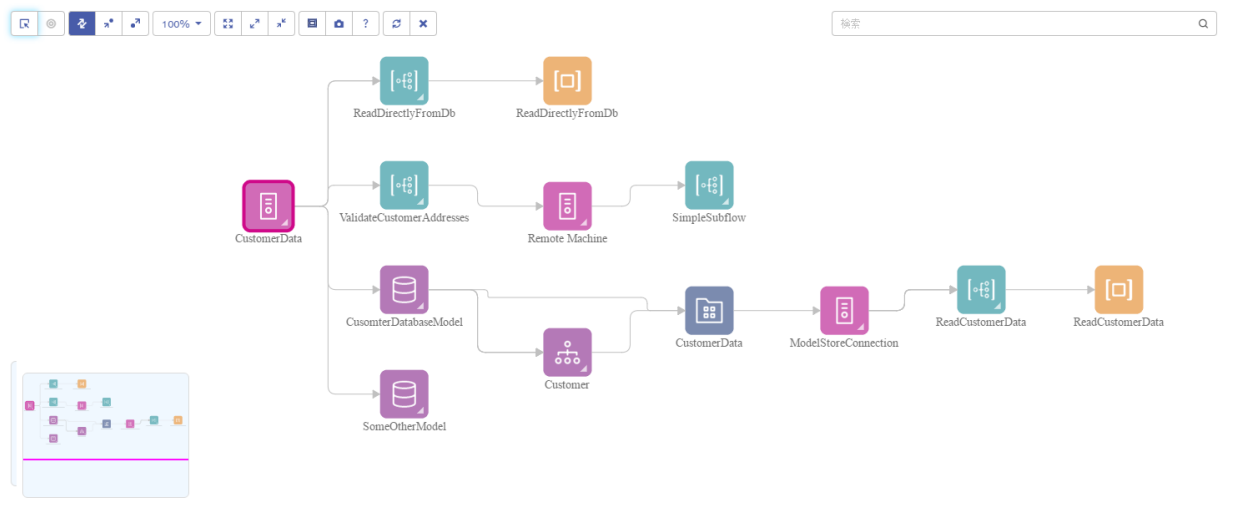 100%
?
検索
ReadDirectlyFromDb
ReadDirectlyFromDb
ValidateCustomerAddresses
SimpleSubflow
CustomerData
Remote Machine
CusomterDatabaseModel
ReadCustomerData
ReadCustomerData
CustomerData
ModelStoreConnection
Customer
SomeOtherModel